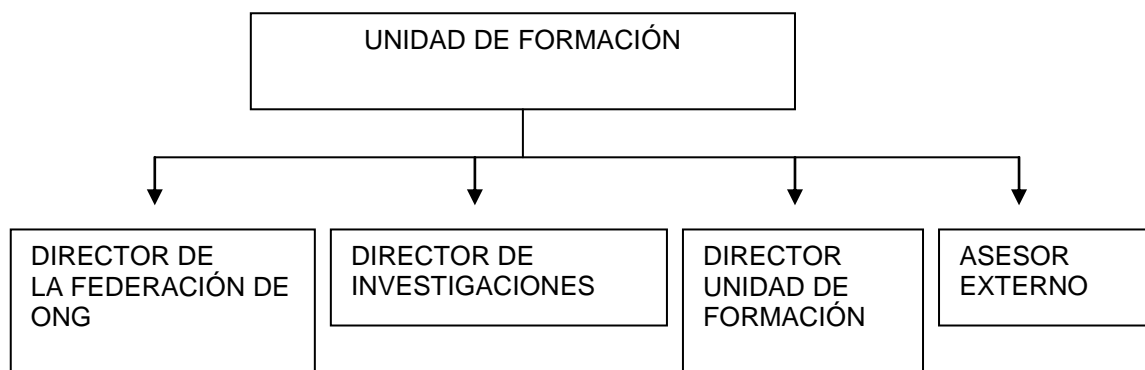 UNIDAD DE FORMACIÓN
DIRECTOR DE
LA FEDERACIÓN DE
ONG
DIRECTOR DE
INVESTIGACIONES
DIRECTOR
UNIDAD DE
FORMACIÓN
ASESOR
EXTERNO